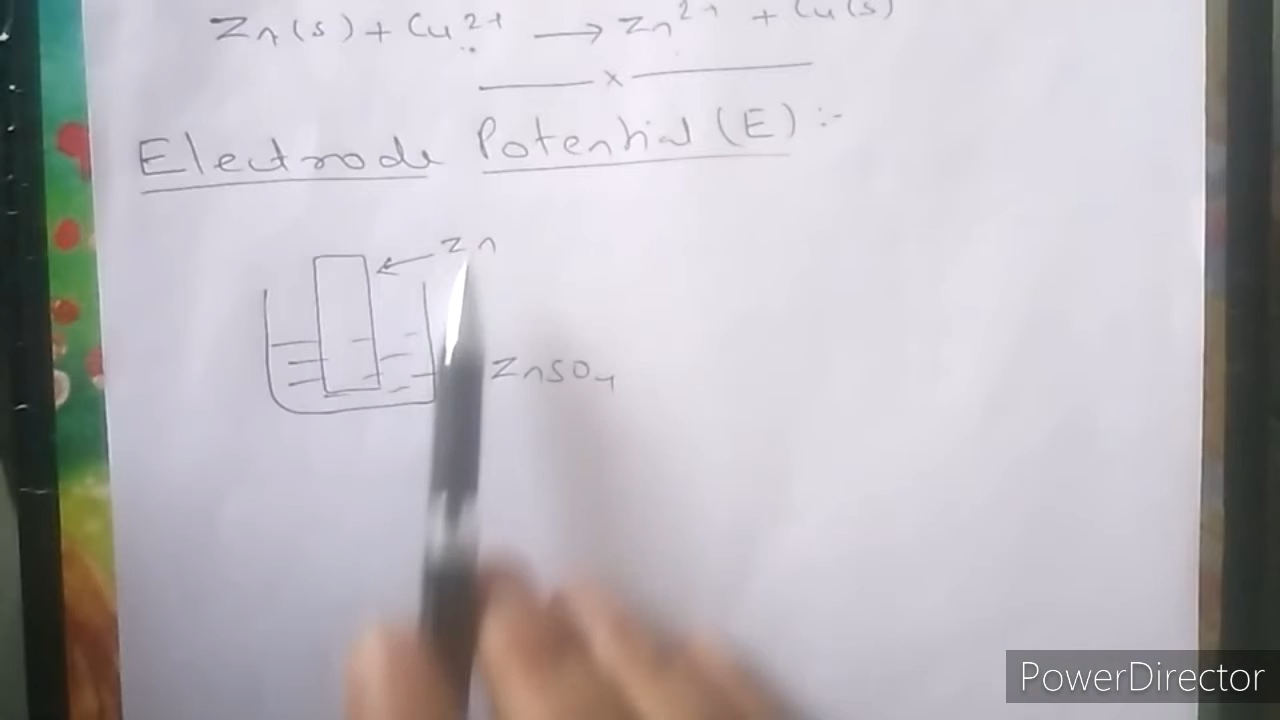 Zn(s) + Cu²⁺ → Zn²⁺ + Cu(s)
x
Electrode Potential (E) :-
Zn
ZnSO₄
PowerDirector